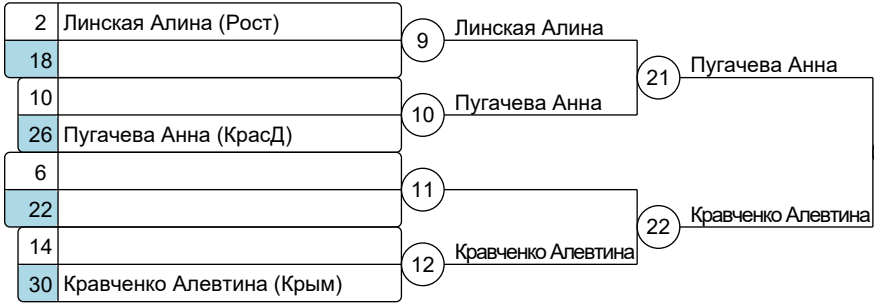 2 Линская Алина (Рост)
18
10
26 Пугачева Анна (КрасД)
6
22
14
30 Кравченко Алевтина (Крым)
9 Линская Алина
10 Пугачева Анна
11
12 Кравченко Алевтина
21 Пугачева Анна
22 Кравченко Алевтина